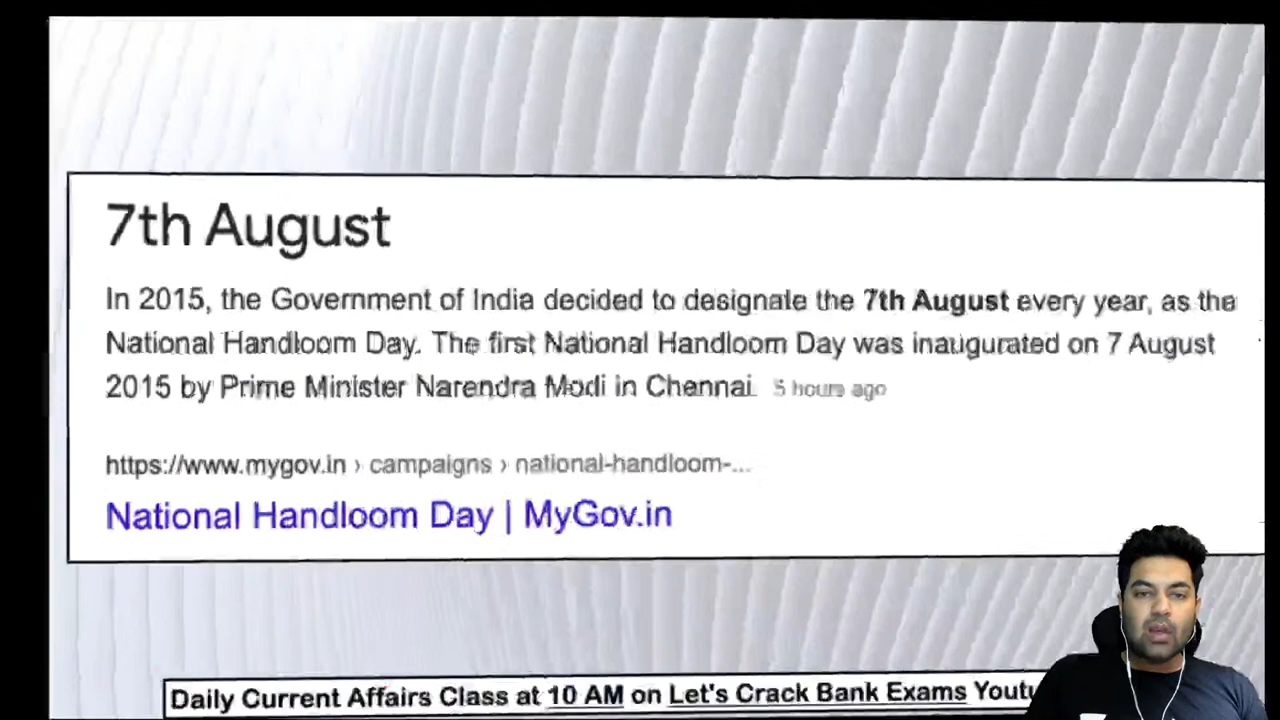 7th August
In 2015, the Government of India decided to designate the 7th August every year, as the
National Handloom Day. The first National Handloom Day was inaugurated on 7 August
2015 by Prime Minister Narendra Modi in Chennai. 5 hours ago
https://www.mygov.in › campaigns › national-handloom-...
National Handloom Day | MyGov.in
Daily Current Affairs Class at 10 AM on Let's Crack Bank Exams Youtu